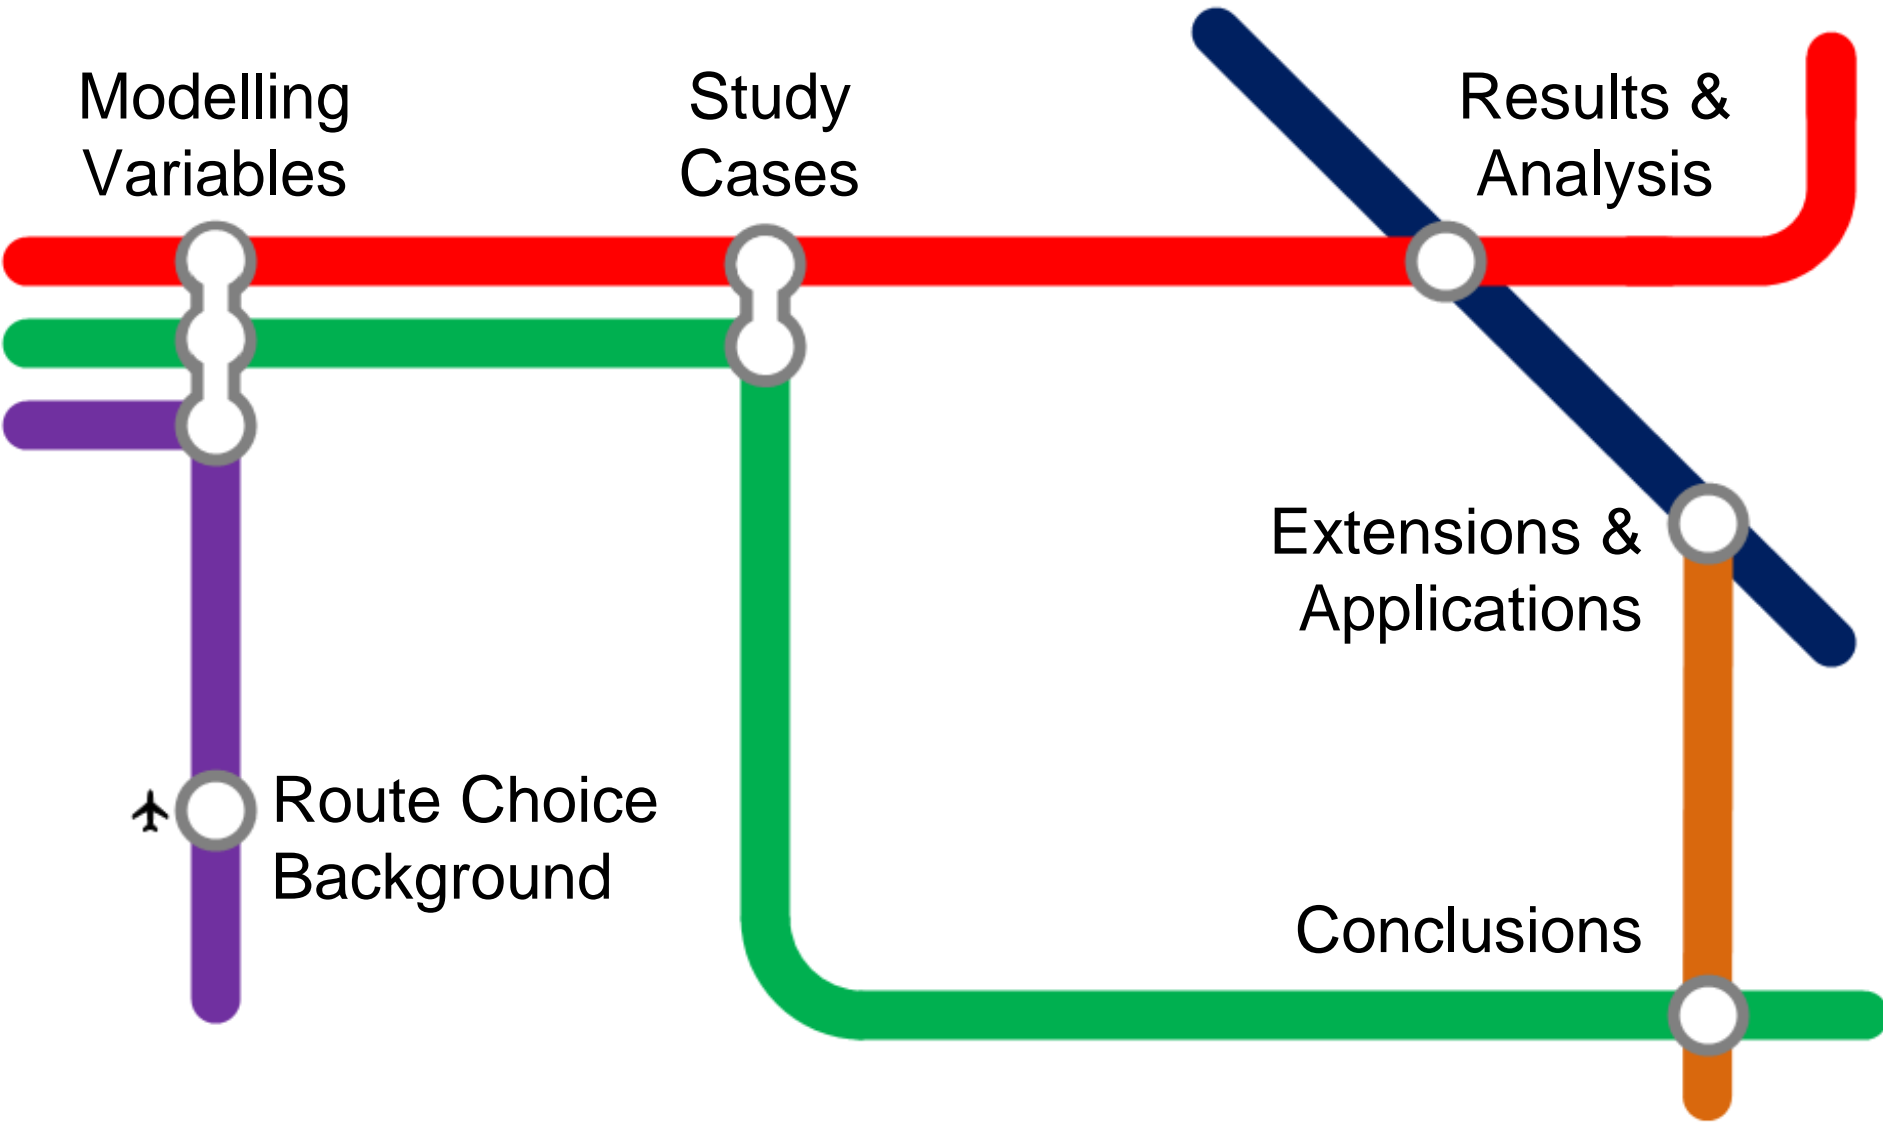 Modelling
Variables
Study
Cases
Results &
Analysis
Extensions &
Applications
Route Choice
Background
Conclusions